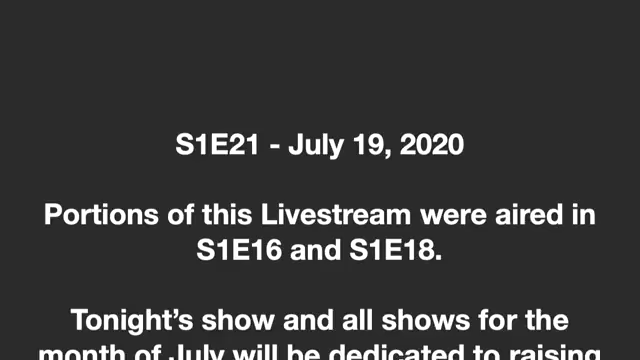 S1E21 - July 19, 2020
Portions of this Livestream were aired in
S1E16 and S1E18.
Tonight's show and all shows for the
month of July will be dedicated to raising